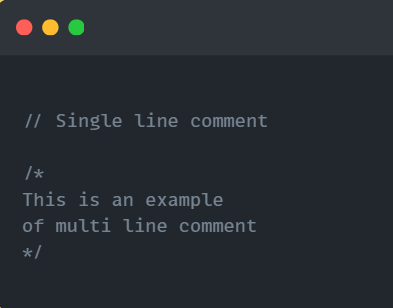 // Single line comment
/*
This is an example
of multi line comment
*/